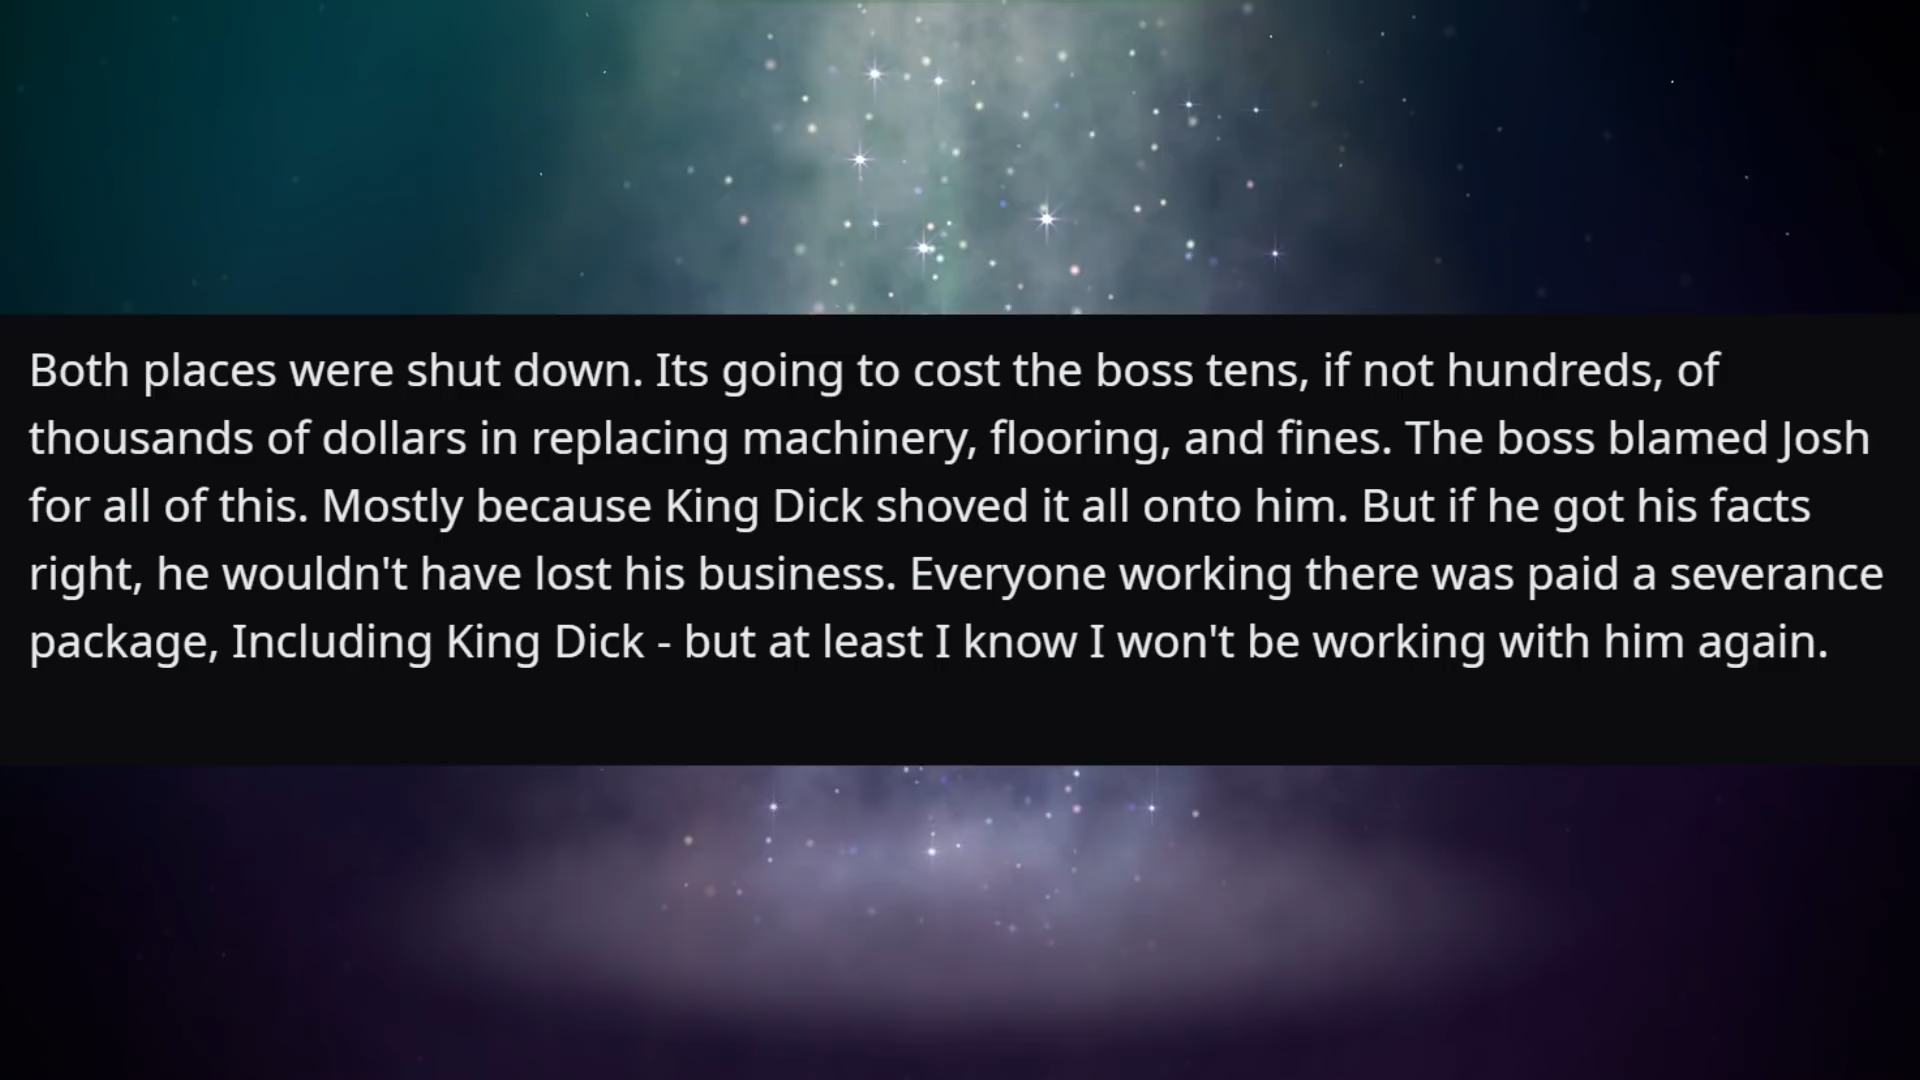 Both places were shut down. Its going to cost the boss tens, if not hundreds, of
thousands of dollars in replacing machinery, flooring, and fines. The boss blamed Josh
for all of this. Mostly because King Dick shoved it all onto him. But if he got his facts
right, he wouldn't have lost his business. Everyone working there was paid a severance
package, Including King Dick - but at least I know I won't be working with him again.